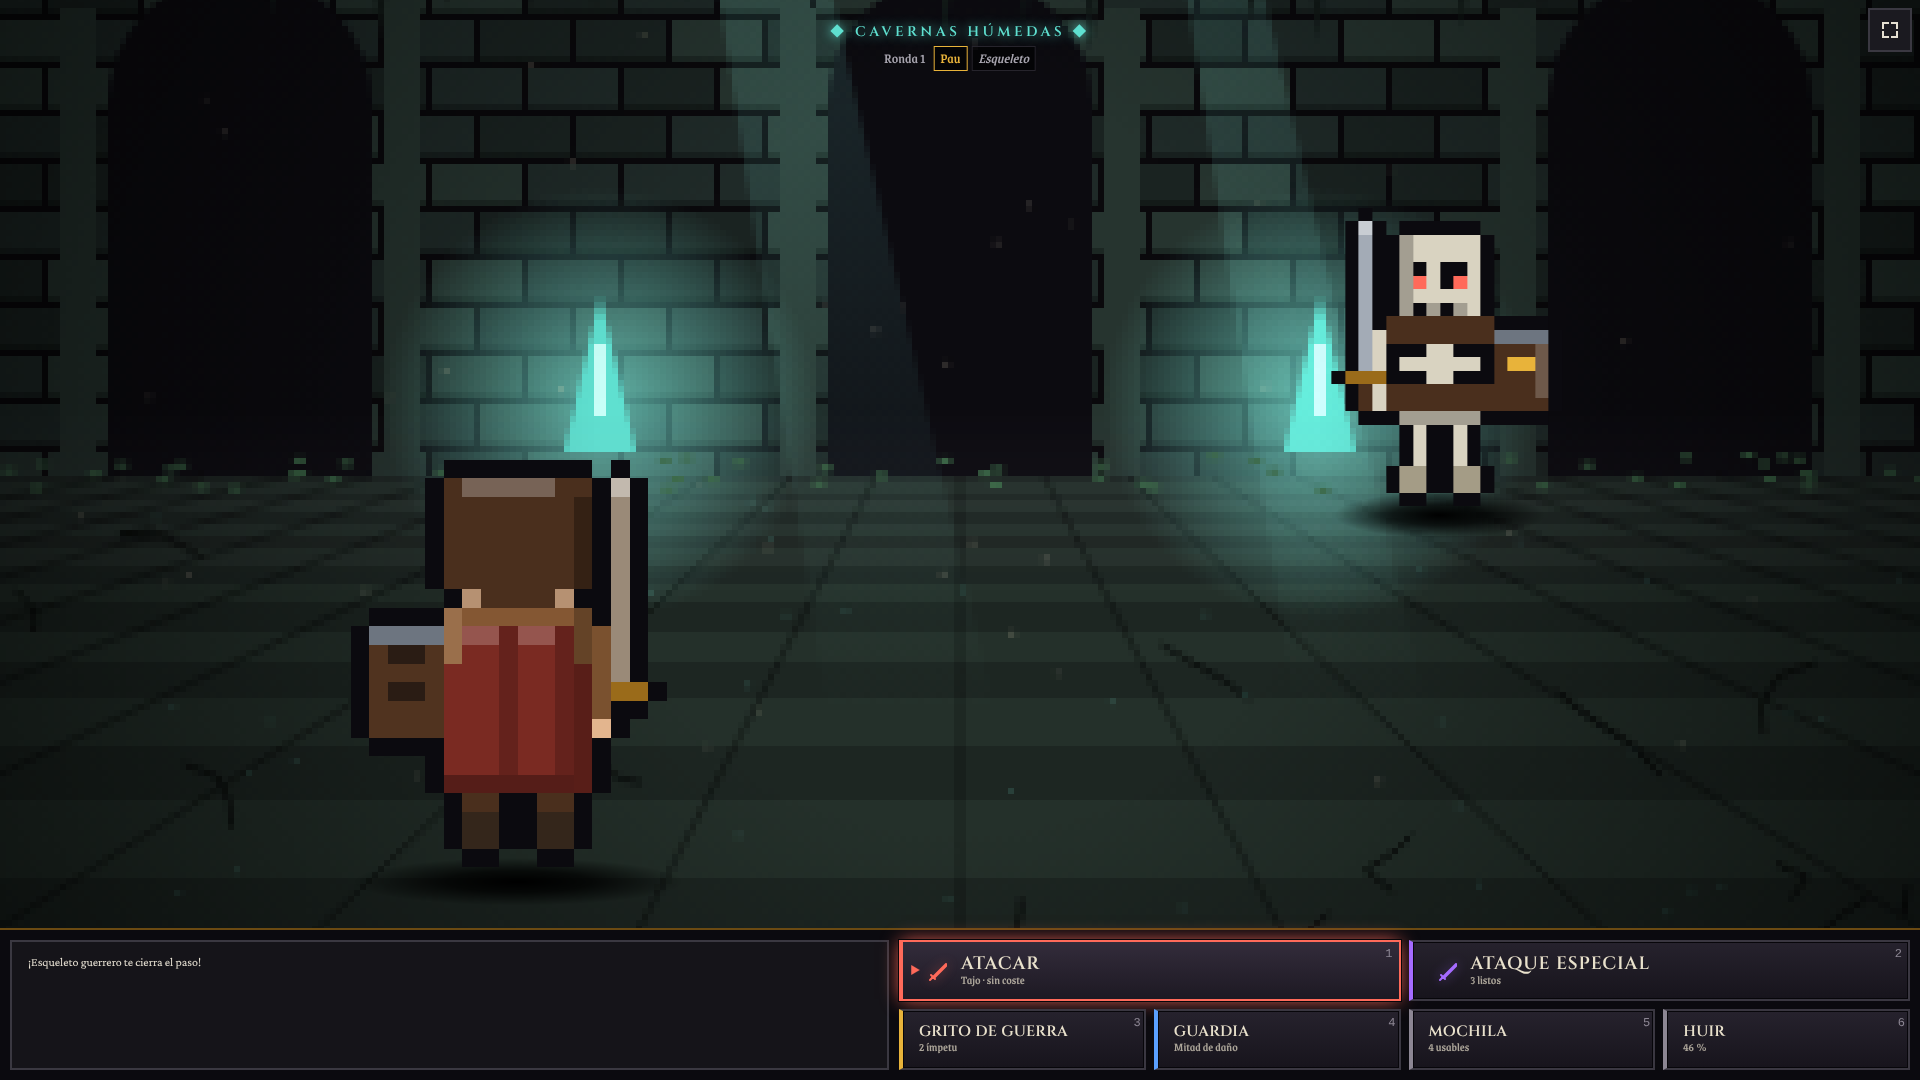 CAVERNAS HÚMEDAS
Ronda 1 Pau Esqueleto
¡Esqueleto guerrero te cierra el paso!
ATACAR 1
Tajo · sin coste
ATAQUE ESPECIAL 2
3 listos
GRITO DE GUERRA 3
2 ímpetu
GUARDIA 4
Mitad de daño
MOCHILA 5
4 usables
HUIR 6
46 %